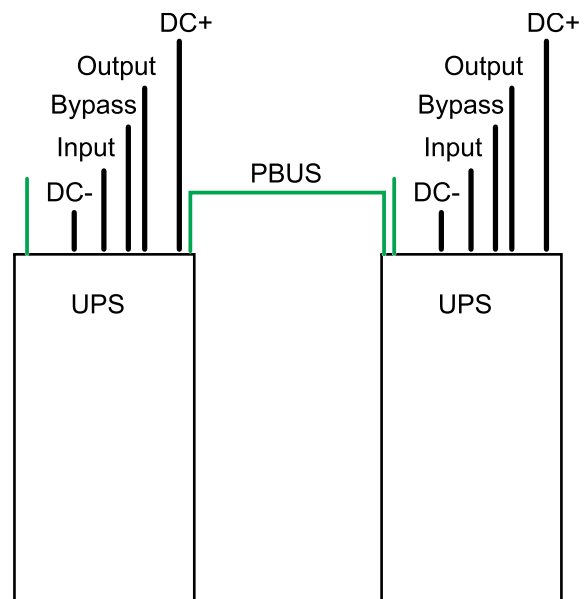 DC+ DC+
Output Output
Bypass Bypass
Input Input
PBUS
DC- DC-
UPS UPS